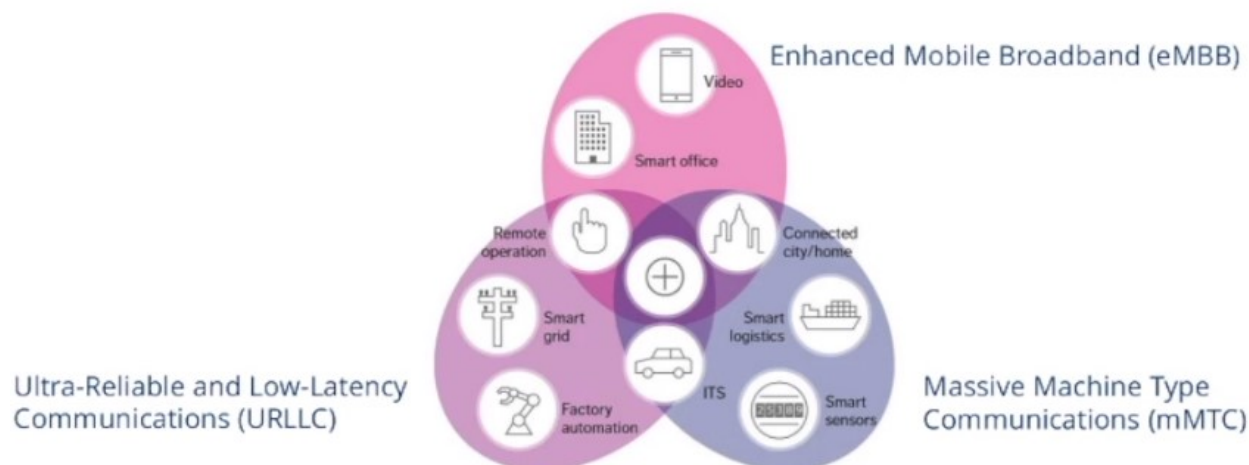 Enhanced Mobile Broadband (eMBB)
Video
Smart office
Remote
operation
Connected
city/home
Smart
grid
Smart
logistics
Ultra-Reliable and Low-Latency
Communications (URLLC)
Factory
automation
ITS
Smart
sensors
Massive Machine Type
Communications (mMTC)